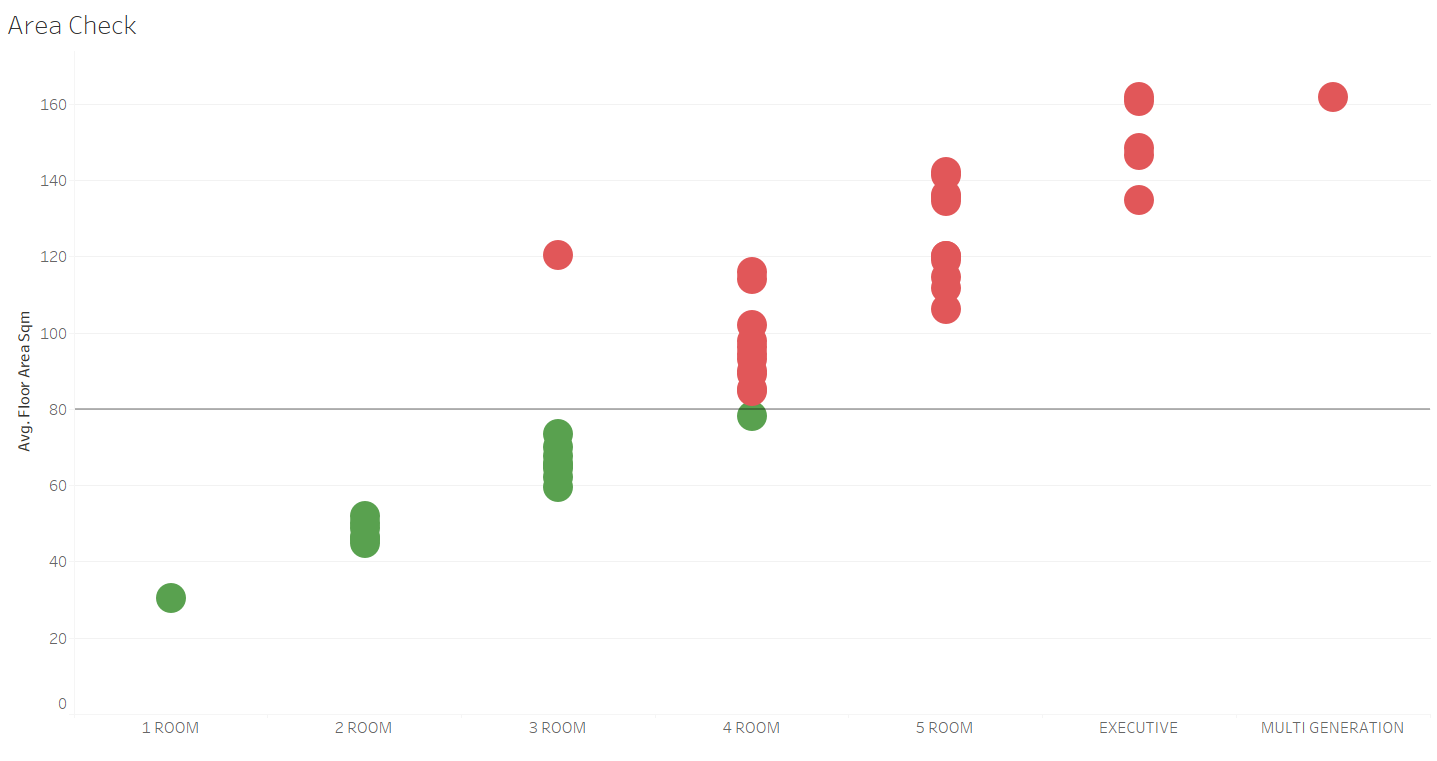 Area Check
Avg. Floor Area Sqm
160
140
120
100
80
60
40
20
0
1 ROOM
2 ROOM
3 ROOM
4 ROOM
5 ROOM
EXECUTIVE
MULTI GENERATION